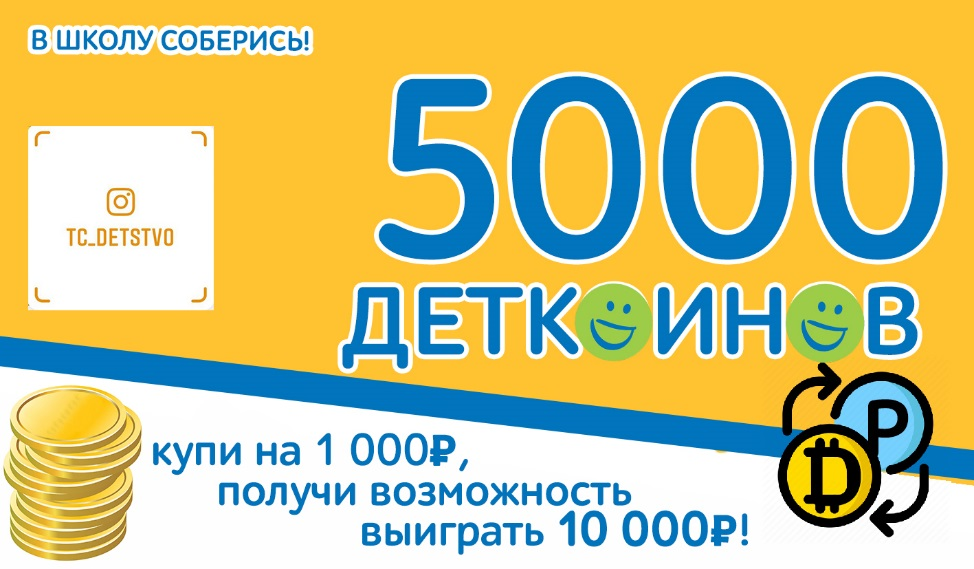 В ШКОЛУ СОБЕРИСЬ!
5000
ДЕТКОИНОВ
TC_DETSTVO
купи на 1 000₽,
получи возможность
выиграть 10 000₽!
P
D